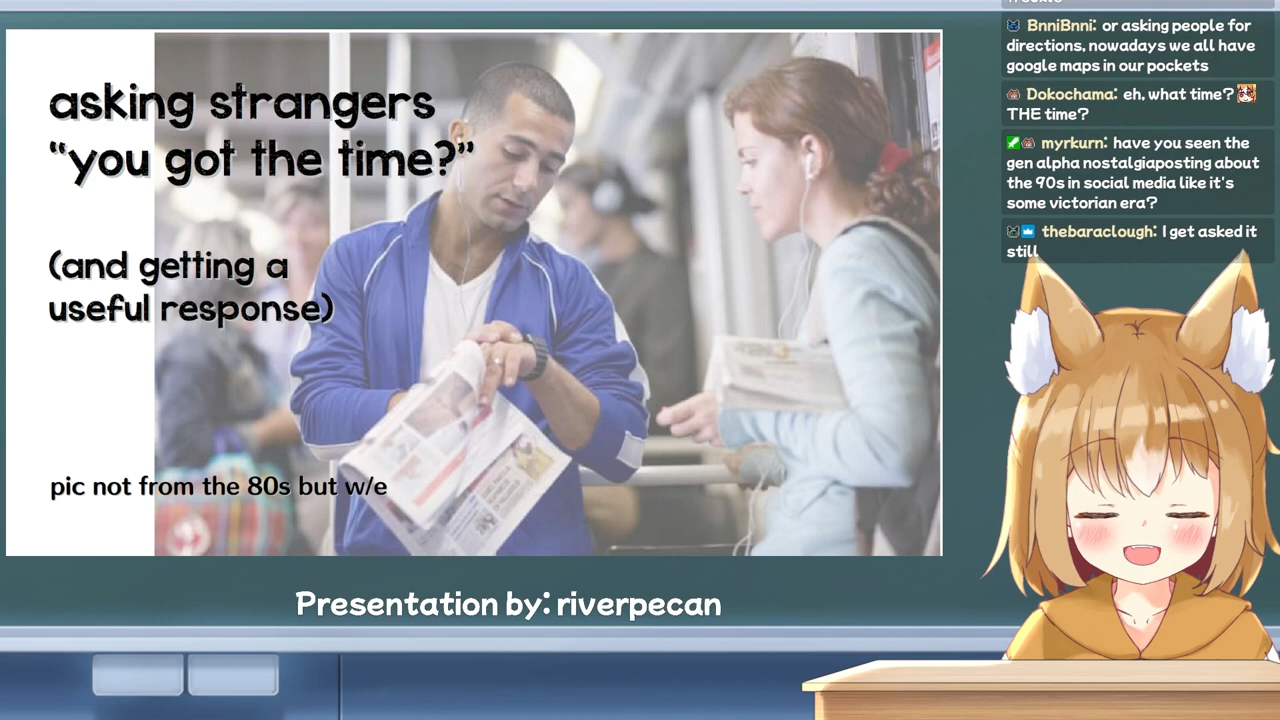 asking strangers
“you got the time?”
(and getting a
useful response)
pic not from the 80s but w/e
Presentation by: riverpecan
BnniBnni: or asking people for
directions, nowadays we all have
google maps in our pockets
Dokochama: eh, what time?
THE time?
myrkurn: have you seen the
gen alpha nostalgiaposting about
the 90s in social media like it's
some victorian era?
thebaraclough: I get asked it
still